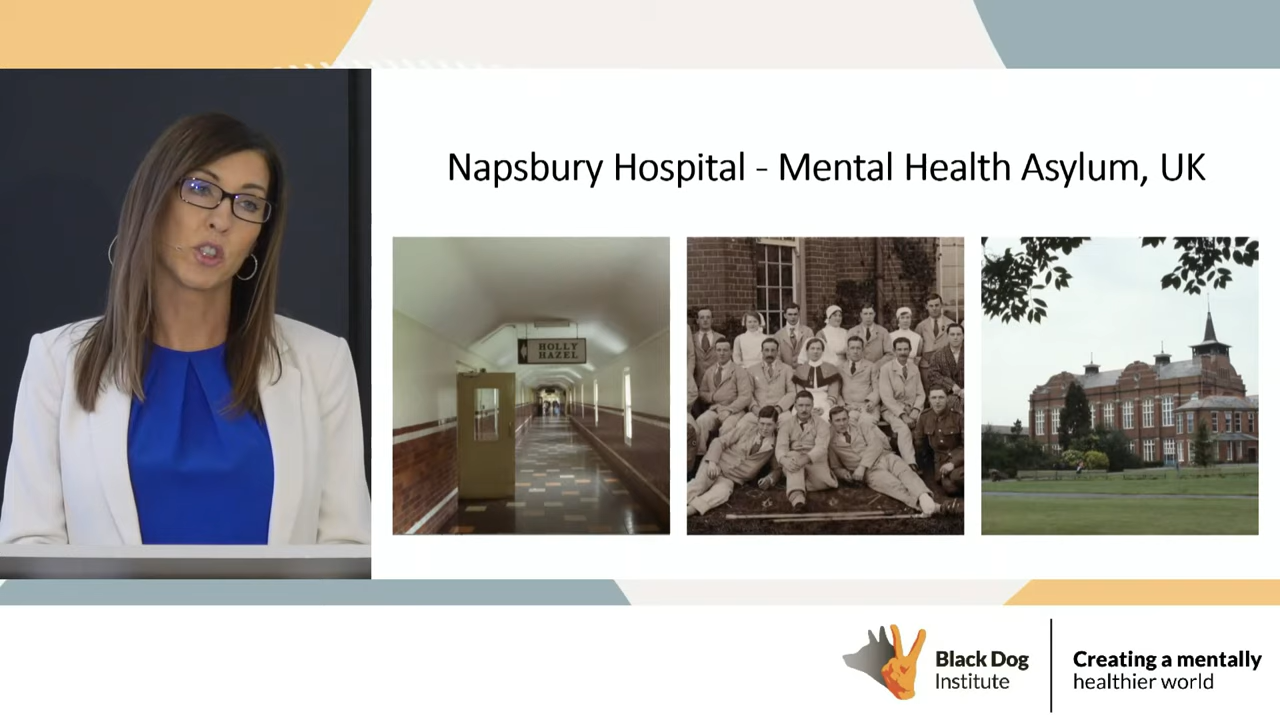 Napsbury Hospital - Mental Health Asylum, UK
HOLLY
HAZEL
Black Dog
Institute
Creating a mentally
healthier world